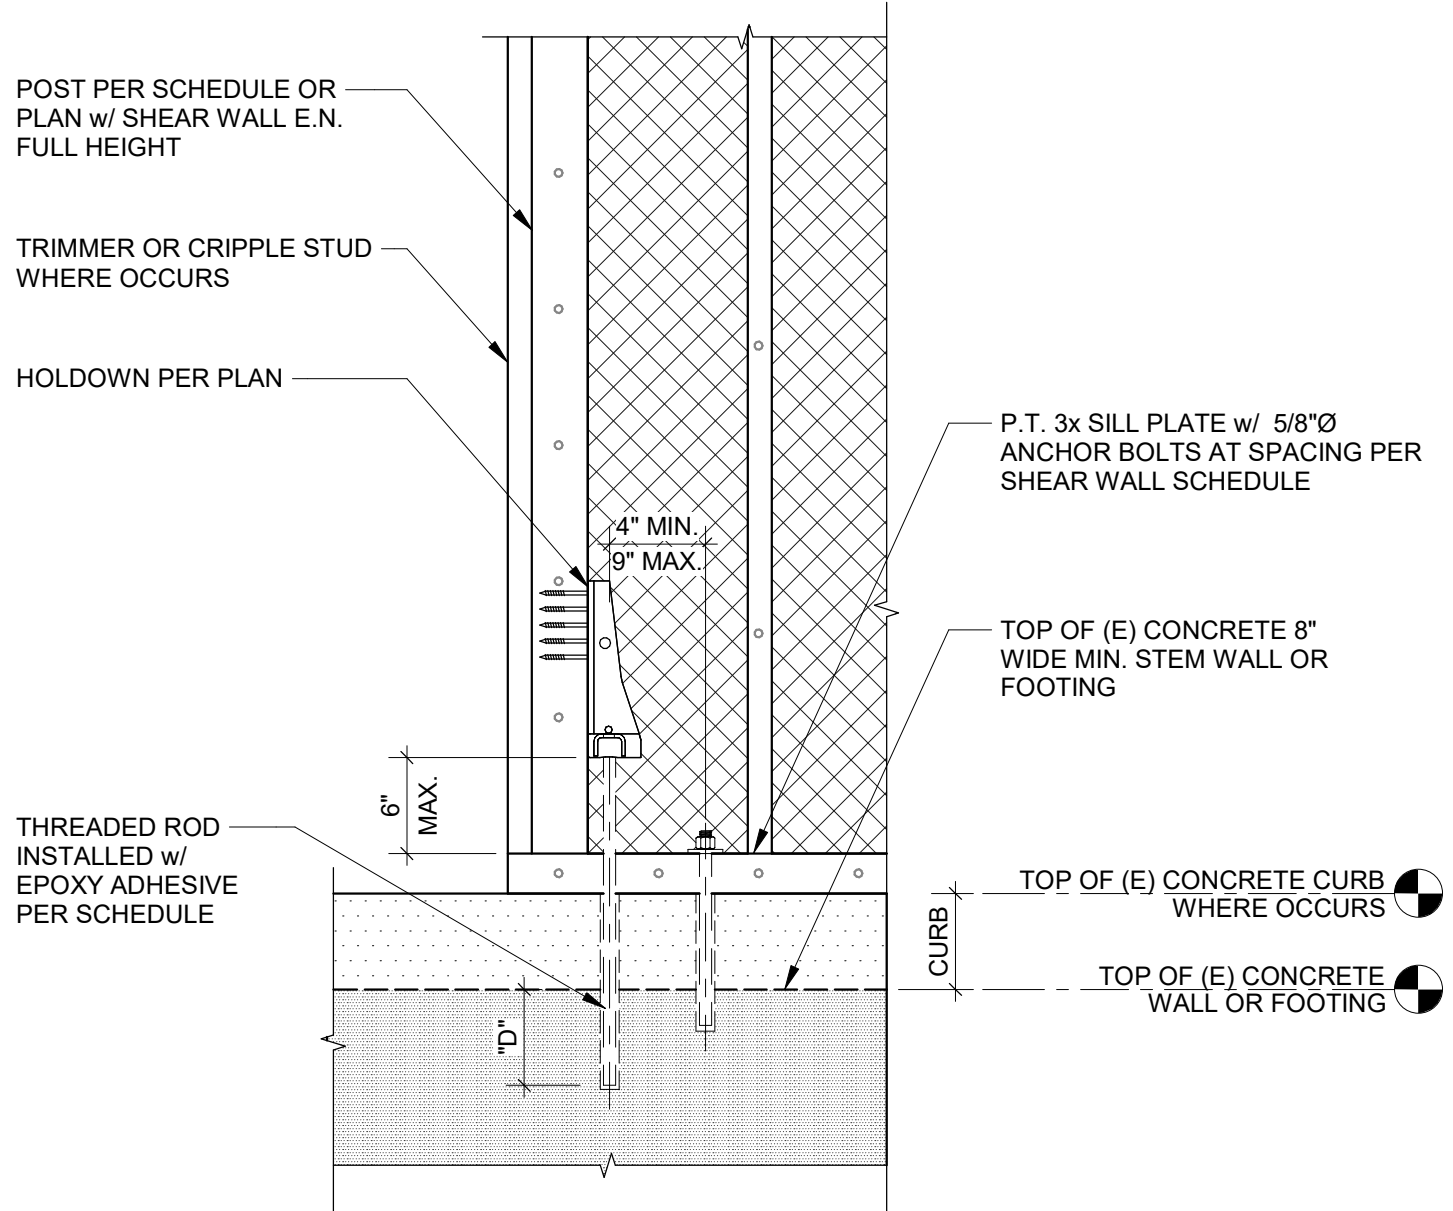 POST PER SCHEDULE OR
PLAN w/ SHEAR WALL E.N.
FULL HEIGHT
TRIMMER OR CRIPPLE STUD
WHERE OCCURS
HOLDOWN PER PLAN
P.T. 3x SILL PLATE w/ 5/8"Ø
ANCHOR BOLTS AT SPACING PER
SHEAR WALL SCHEDULE
4" MIN.
9" MAX.
TOP OF (E) CONCRETE 8"
WIDE MIN. STEM WALL OR
FOOTING
6"
MAX.
THREADED ROD
INSTALLED w/
EPOXY ADHESIVE
PER SCHEDULE
TOP OF (E) CONCRETE CURB
WHERE OCCURS
CURB
TOP OF (E) CONCRETE
WALL OR FOOTING
"D"